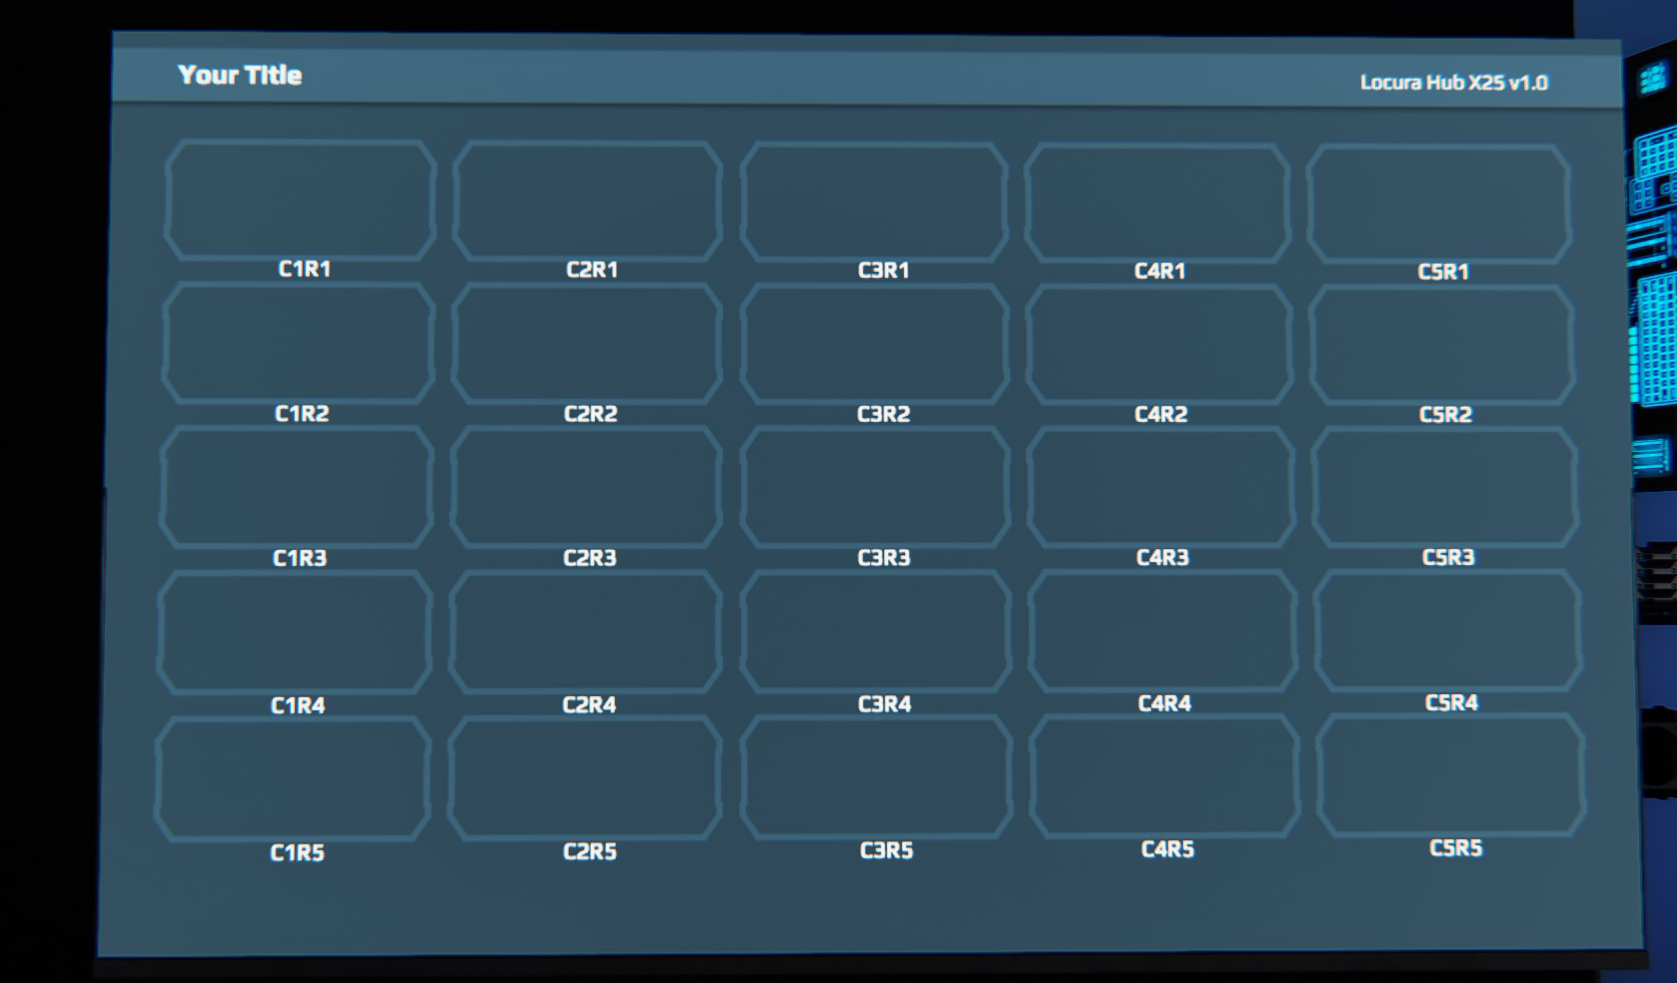 Your Title
Locura Hub X25 v1.0
C1R1 C2R1 C3R1 C4R1 C5R1
C1R2 C2R2 C3R2 C4R2 C5R2
C1R3 C2R3 C3R3 C4R3 C5R3
C1R4 C2R4 C3R4 C4R4 C5R4
C1R5 C2R5 C3R5 C4R5 C5R5